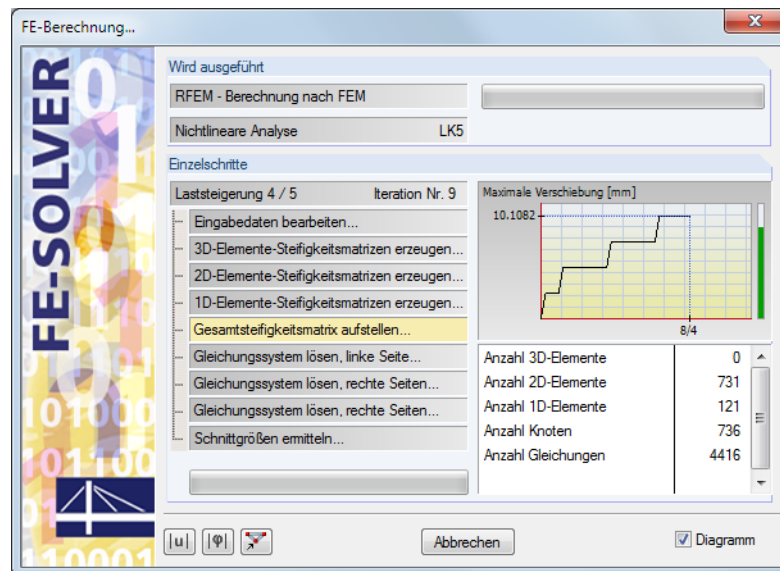 FE-Berechnung...
FE-SOLVER
Wird ausgeführt
RFEM - Berechnung nach FEM
Nichtlineare Analyse LK5
Einzelschritte
Laststeigerung 4 / 5 Iteration Nr. 9
Eingabedaten bearbeiten...
3D-Elemente-Steifigkeitsmatrizen erzeugen...
2D-Elemente-Steifigkeitsmatrizen erzeugen...
1D-Elemente-Steifigkeitsmatrizen erzeugen...
Gesamtsteifigkeitsmatrix aufstellen...
Gleichungssystem lösen, linke Seite...
Gleichungssystem lösen, rechte Seiten...
Gleichungssystem lösen, rechte Seiten...
Schnittgrößen ermitteln...
Maximale Verschiebung [mm]
10.1082
8/4
Anzahl 3D-Elemente 0
Anzahl 2D-Elemente 731
Anzahl 1D-Elemente 121
Anzahl Knoten 736
Anzahl Gleichungen 4416
|u| |φ|
Abbrechen
Diagramm